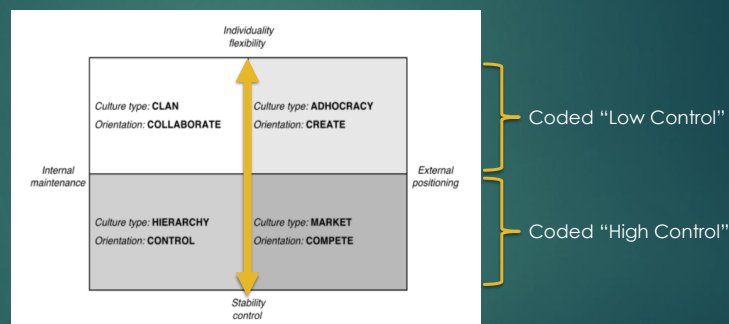 Individuality
flexibility
Culture type: CLAN
Orientation: COLLABORATE
Culture type: ADHOCRACY
Orientation: CREATE
Coded “Low Control”
Internal
maintenance
External
positioning
Culture type: HIERARCHY
Orientation: CONTROL
Culture type: MARKET
Orientation: COMPETE
Coded “High Control”
Stability
control